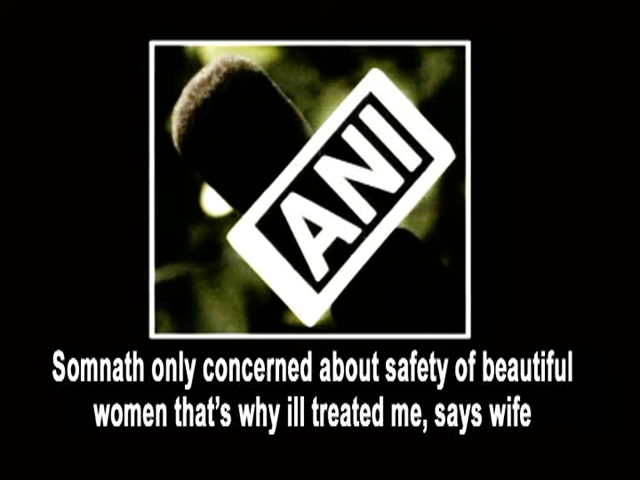 ANI
Somnath only concerned about safety of beautiful
women that's why ill treated me, says wife